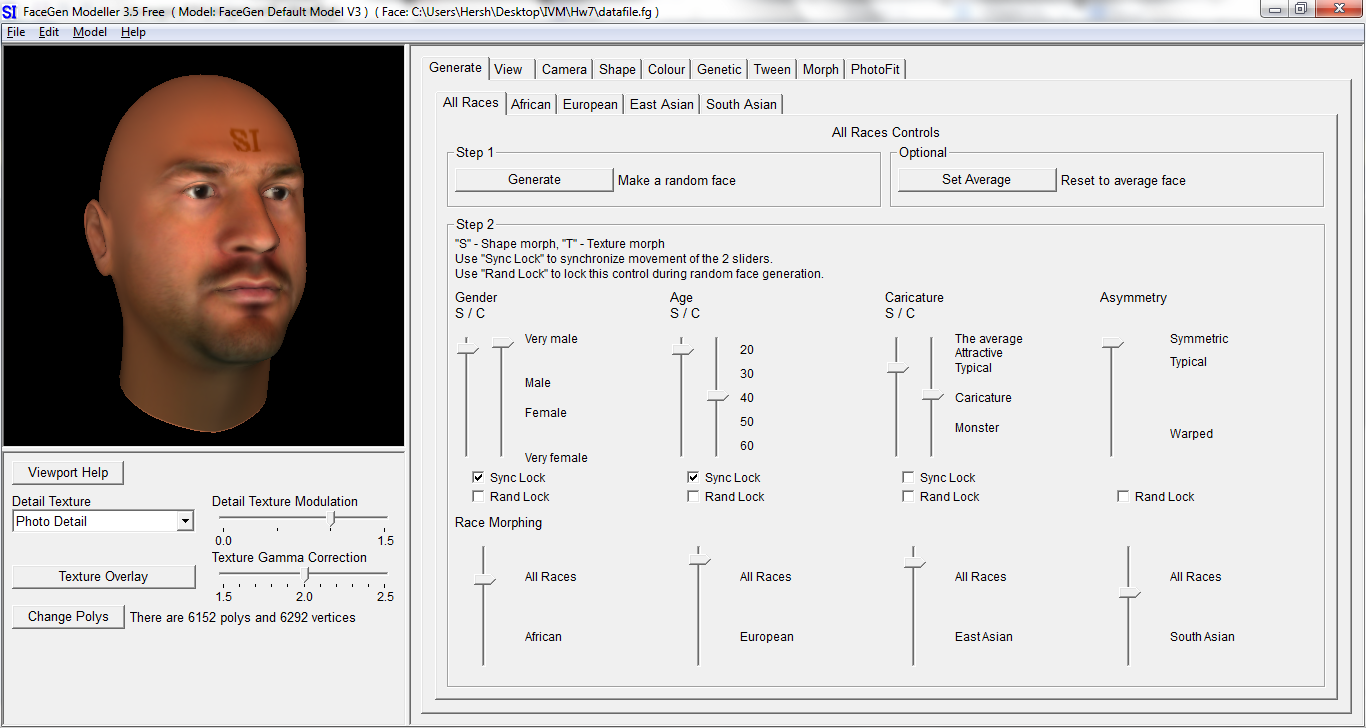 SI FaceGen Modeller 3.5 Free ( Model: FaceGen Default Model V3 ) ( Face: C:\Users\Hersh\Desktop\IVM\Hw7\datafile.fg )
File Edit Model Help
SI
Viewport Help
Detail Texture
Photo Detail
Detail Texture Modulation
0.0 1.5
Texture Gamma Correction
1.5 2.0 2.5
Texture Overlay
Change Polys There are 6152 polys and 6292 vertices
Generate View Camera Shape Colour Genetic Tween Morph PhotoFit
All Races African European East Asian South Asian
All Races Controls
Step 1
Generate Make a random face
Optional
Set Average Reset to average face
Step 2
"S" - Shape morph, "T" - Texture morph
Use "Sync Lock" to synchronize movement of the 2 sliders.
Use "Rand Lock" to lock this control during random face generation.
Gender
S / C
Very male
Male
Female
Very female
Sync Lock
Rand Lock
Age
S / C
20
30
40
50
60
Sync Lock
Rand Lock
Caricature
S / C
The average
Attractive
Typical
Caricature
Monster
Sync Lock
Rand Lock
Asymmetry
Symmetric
Typical
Warped
Rand Lock
Race Morphing
All Races
African
All Races
European
All Races
East Asian
All Races
South Asian